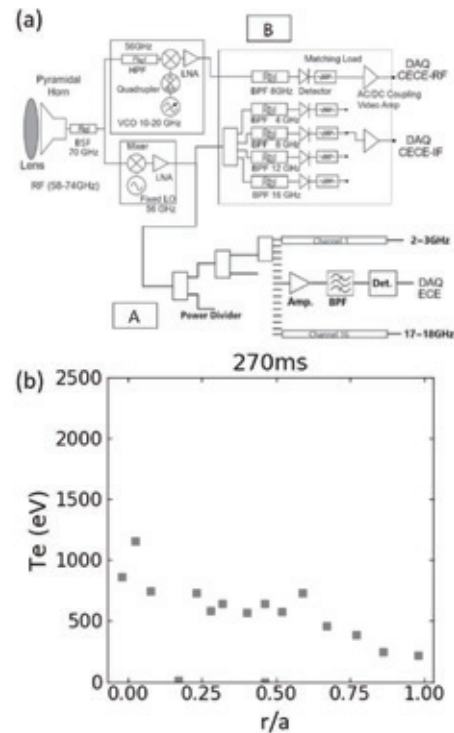 (a)
B
56GHz
HPF
LNA
Quadrupler
VCO 10-20 GHz
Pyramidal
Horn
Lens
BSF
70 GHz
RF (58-74GHz)
Mixer
LNA
Fixed LO
56 GHz
Matching Load
BPF 8GHz
Detector
AC/DC Coupling
Video Amp
DAQ
CECE-RF
BPF 4 GHz
BPF 8 GHz
BPF 12 GHz
BPF 16 GHz
DAQ
CECE-IF
A
Power Divider
Channel 1
2-3GHz
Amp.
BPF
Det.
DAQ
ECE
Channel 16
17-18GHz
(b)
270ms
2500
2000
1500
1000
500
0
Te (eV)
0.00
0.25
0.50
0.75
1.00
r/a